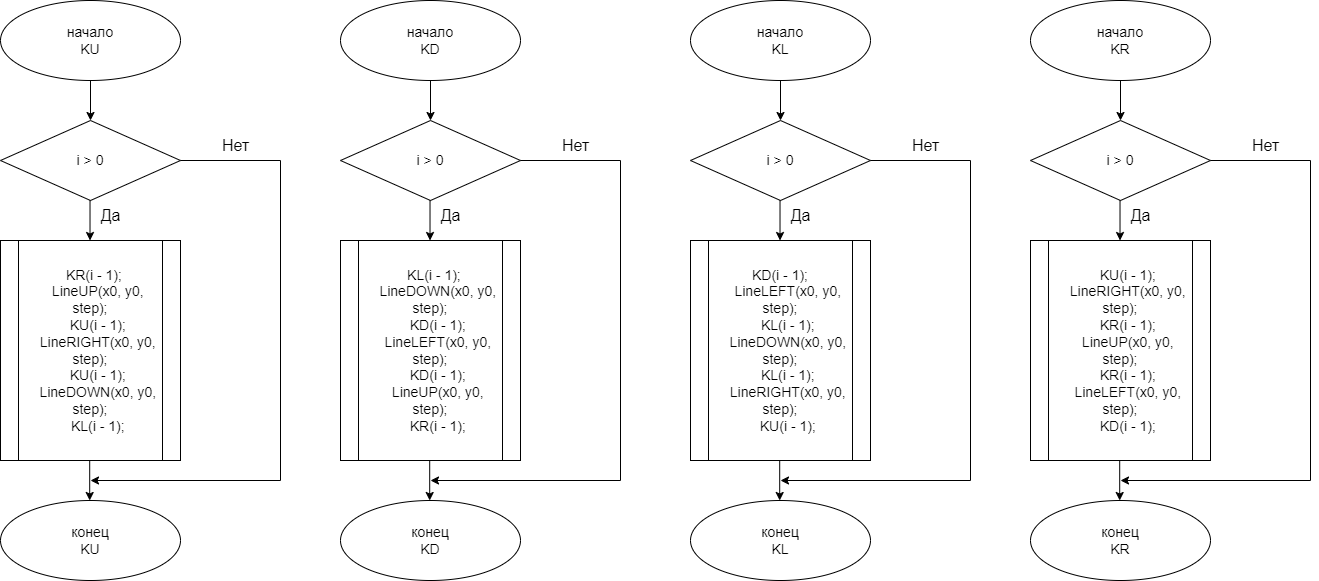 начало
KU
i > 0
Нет
Да
KR(i - 1);
LineUP(x0, y0,
step);
KU(i - 1);
LineRIGHT(x0, y0,
step);
KU(i - 1);
LineDOWN(x0, y0,
step);
KL(i - 1);
конец
KU
начало
KD
i > 0
Нет
Да
KL(i - 1);
LineDOWN(x0, y0,
step);
KD(i - 1);
LineLEFT(x0, y0,
step);
KD(i - 1);
LineUP(x0, y0,
step);
KR(i - 1);
конец
KD
начало
KL
i > 0
Нет
Да
KD(i - 1);
LineLEFT(x0, y0,
step);
KL(i - 1);
LineDOWN(x0, y0,
step);
KL(i - 1);
LineRIGHT(x0, y0,
step);
KU(i - 1);
конец
KL
начало
KR
i > 0
Нет
Да
KU(i - 1);
LineRIGHT(x0, y0,
step);
KR(i - 1);
LineUP(x0, y0,
step);
KR(i - 1);
LineLEFT(x0, y0,
step);
KD(i - 1);
конец
KR